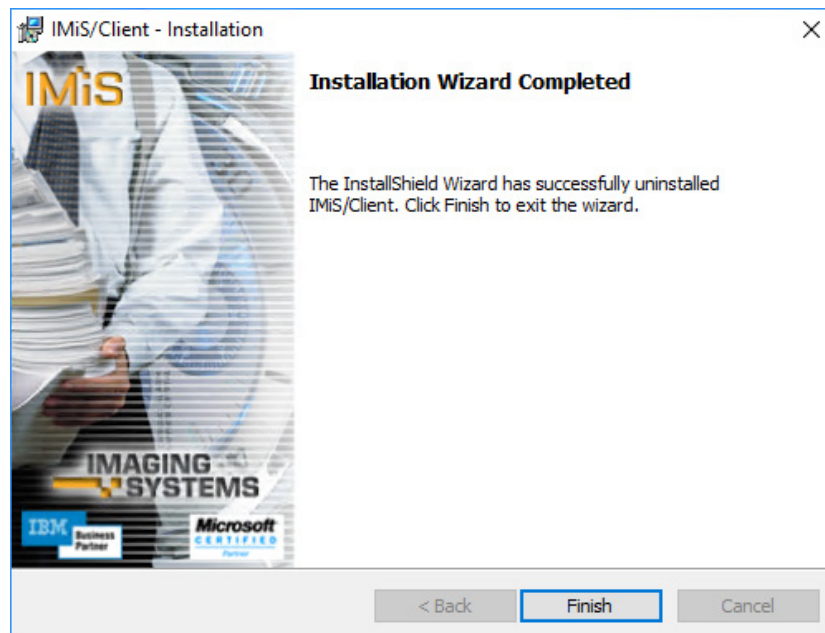 IMiS/Client - Installation
IMiS
Installation Wizard Completed
The InstallShield Wizard has successfully uninstalled
IMiS/Client. Click Finish to exit the wizard.
IMAGING
SYSTEMS
IBM
Business
Partner
Microsoft
CERTIFIED
Partner
< Back
Finish
Cancel